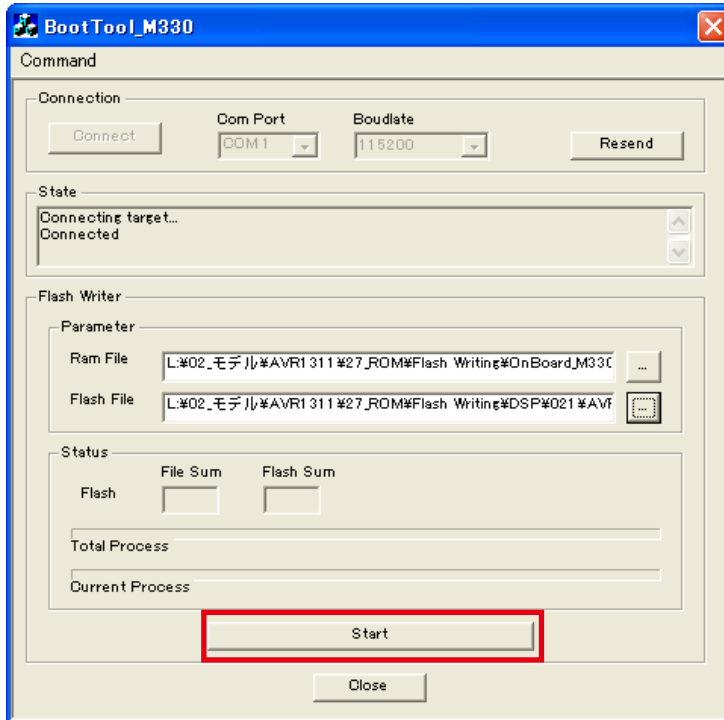 BootTool_M330
Command
Connection
Connect
Com Port
COM1
Boudlate
115200
Resend
State
Connecting target...
Connected
Flash Writer
Parameter
Ram File
L:¥02_モデル¥AVR1311¥27_ROM¥Flash Writing¥OnBoard_M330
...
Flash File
L:¥02_モデル¥AVR1311¥27_ROM¥Flash Writing¥DSP¥021¥AVR
...
Status
File Sum
Flash Sum
Flash
Total Process
Current Process
Start
Close